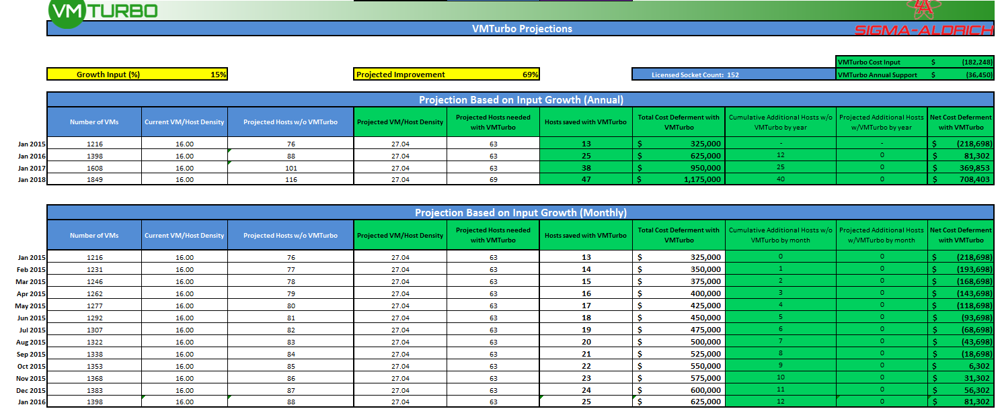 VMTURBO
VMTurbo Projections
SIGMA-ALDRICH
VMTurbo Cost Input $ (182,248)
Growth Input (%) 15% Projected Improvement 69% Licensed Socket Count: 152 VMTurbo Annual Support $ (36,450)
Projection Based on Input Growth (Annual)
Number of VMs Current VM/Host Density Projected Hosts w/o VMTurbo Projected VM/Host Density Projected Hosts needed with VMTurbo Hosts saved with VMTurbo Total Cost Deferment with VMTurbo Cumulative Additional Hosts w/o VMTurbo by year Projected Additional Hosts w/VMTurbo by year Net Cost Deferment with VMTurbo
Jan 2015 1216 16.00 76 27.04 63 13 $ 325,000 - - $ (218,698)
Jan 2016 1398 16.00 88 27.04 63 25 $ 625,000 12 0 $ 81,302
Jan 2017 1608 16.00 101 27.04 63 38 $ 950,000 25 0 $ 369,853
Jan 2018 1849 16.00 116 27.04 69 47 $ 1,175,000 40 0 $ 708,403
Projection Based on Input Growth (Monthly)
Number of VMs Current VM/Host Density Projected Hosts w/o VMTurbo Projected VM/Host Density Projected Hosts needed with VMTurbo Hosts saved with VMTurbo Total Cost Deferment with VMTurbo Cumulative Additional Hosts w/o VMTurbo by month Projected Additional Hosts w/VMTurbo by month Net Cost Deferment with VMTurbo
Jan 2015 1216 16.00 76 27.04 63 13 $ 325,000 0 0 $ (218,698)
Feb 2015 1231 16.00 77 27.04 63 14 $ 350,000 1 0 $ (193,698)
Mar 2015 1246 16.00 78 27.04 63 15 $ 375,000 2 0 $ (168,698)
Apr 2015 1262 16.00 79 27.04 63 16 $ 400,000 3 0 $ (143,698)
May 2015 1277 16.00 80 27.04 63 17 $ 425,000 4 0 $ (118,698)
Jun 2015 1292 16.00 81 27.04 63 18 $ 450,000 5 0 $ (93,698)
Jul 2015 1307 16.00 82 27.04 63 19 $ 475,000 6 0 $ (68,698)
Aug 2015 1322 16.00 83 27.04 63 20 $ 500,000 7 0 $ (43,698)
Sep 2015 1338 16.00 84 27.04 63 21 $ 525,000 8 0 $ (18,698)
Oct 2015 1353 16.00 85 27.04 63 22 $ 550,000 9 0 $ 6,302
Nov 2015 1368 16.00 86 27.04 63 23 $ 575,000 10 0 $ 31,302
Dec 2015 1383 16.00 87 27.04 63 24 $ 600,000 11 0 $ 56,302
Jan 2016 1398 16.00 88 27.04 63 25 $ 625,000 12 0 $ 81,302